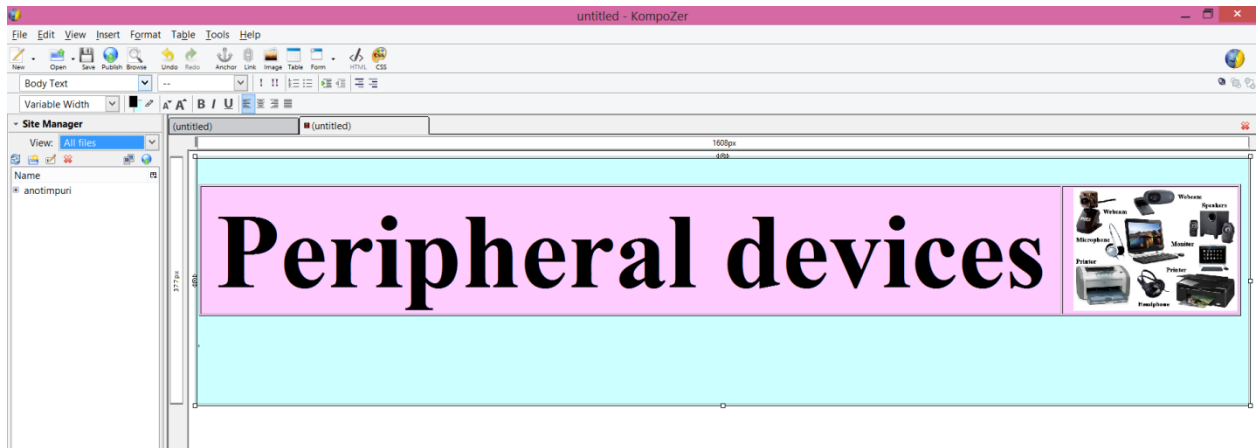 untitled - KompoZer
File Edit View Insert Format Table Tools Help
New Open Save Publish Browse Undo Redo Anchor Link Image Table Form HTML CSS
Body Text --
Variable Width A A B I U
Site Manager
(untitled) (untitled)
View: All files
1608px
Name
anotimpuri
377px
Peripheral devices
Webcam
Webcam
Speakers
Microphone
Monitor
Printer
Printer
Headphone